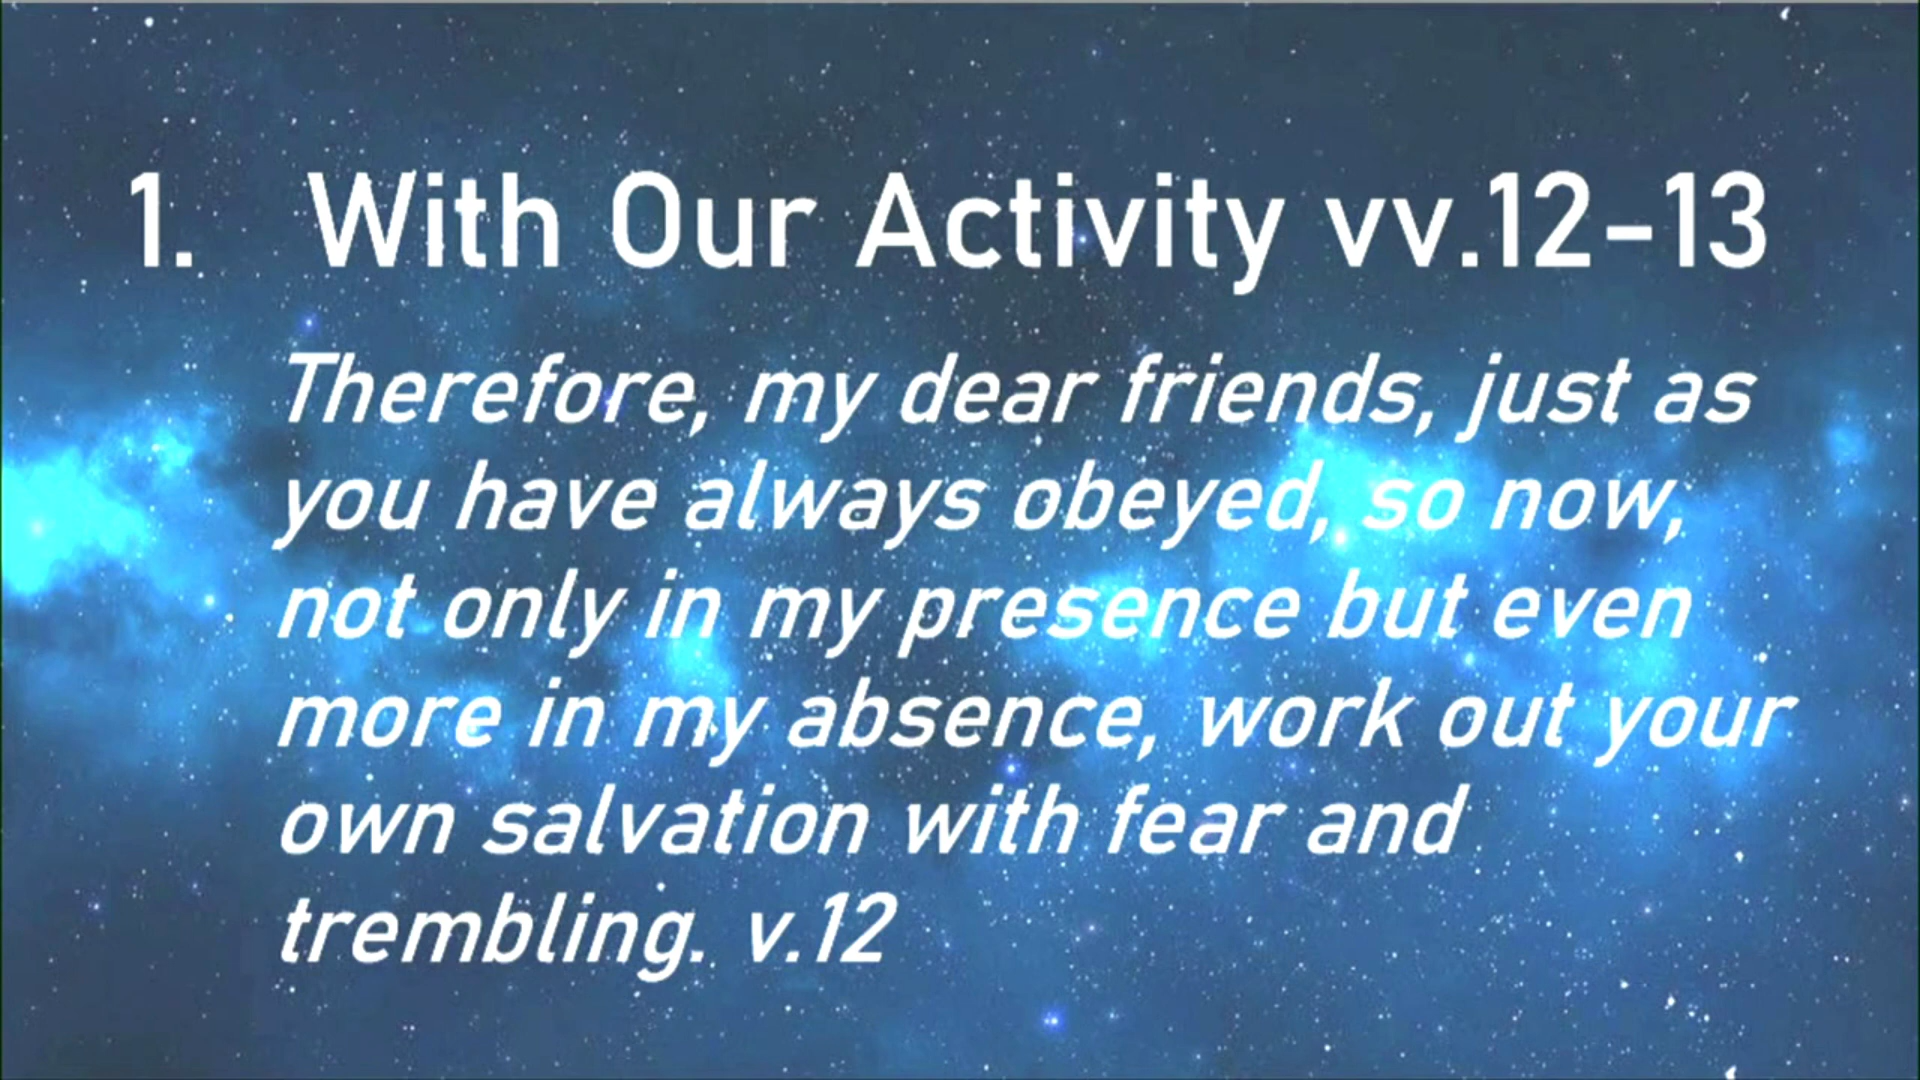 1. With Our Activity vv.12-13
Therefore, my dear friends, just as
you have always obeyed, so now,
not only in my presence but even
more in my absence, work out your
own salvation with fear and
trembling. v.12